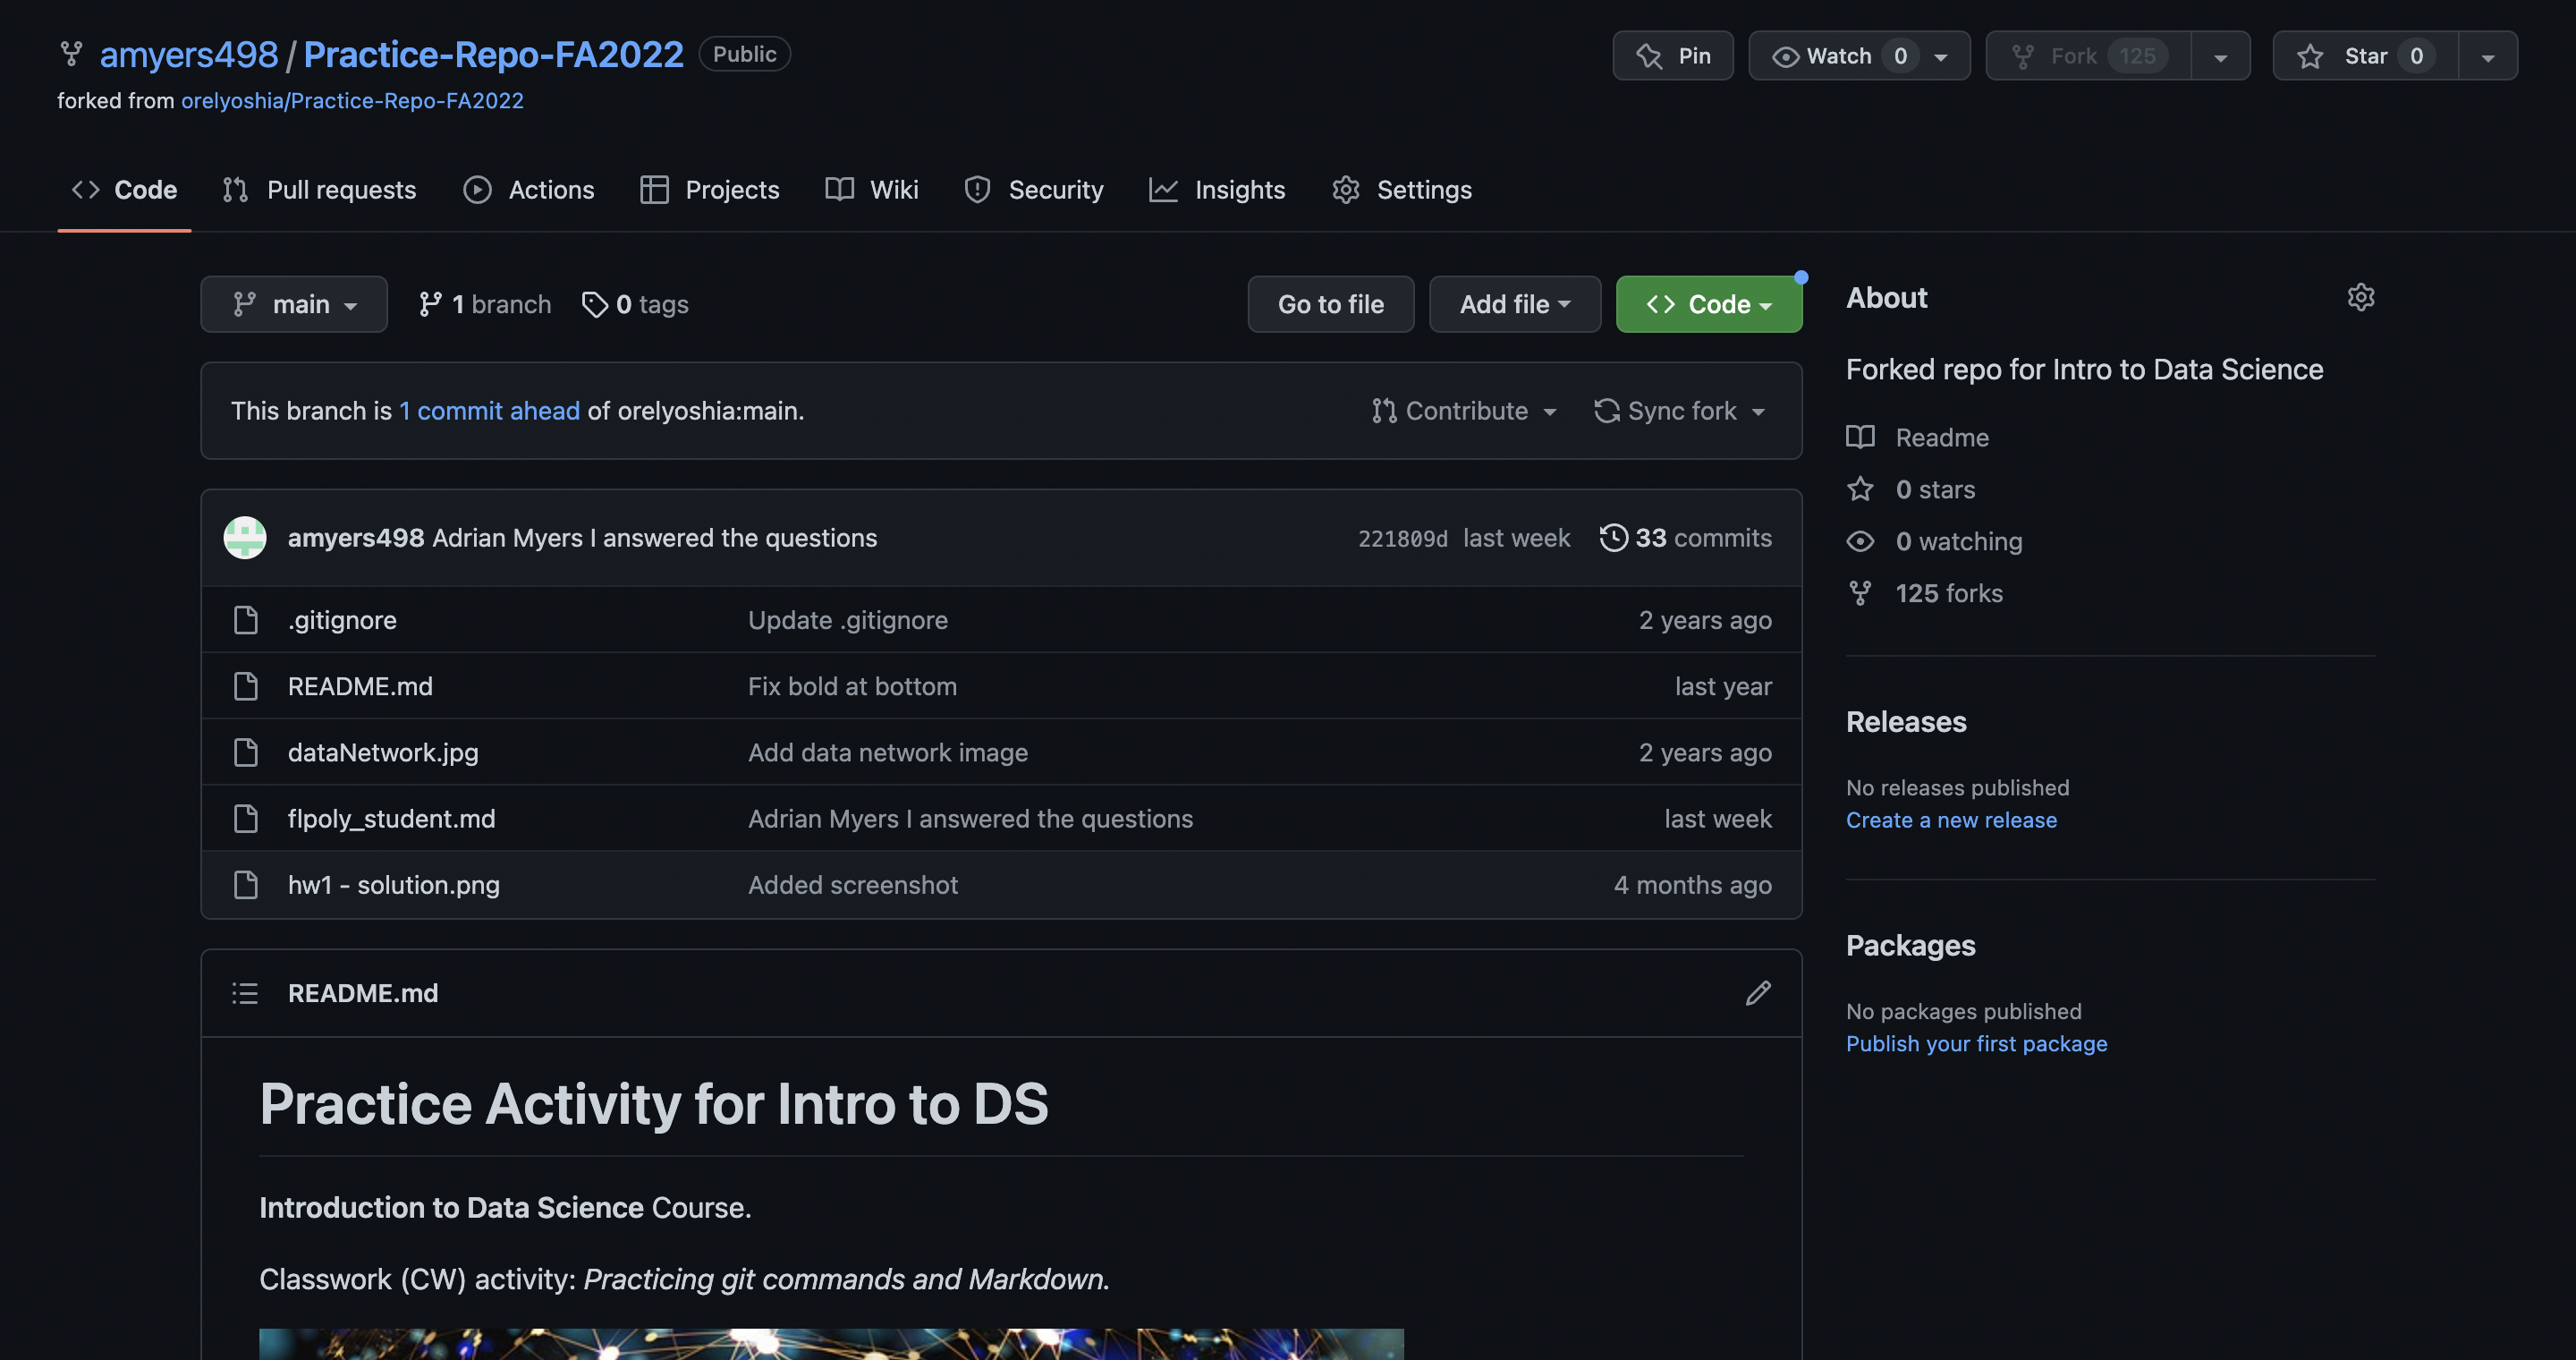 amyers498 / Practice-Repo-FA2022 Public
Pin Watch 0 Fork 125 Star 0
forked from orelyoshia/Practice-Repo-FA2022
Code Pull requests Actions Projects Wiki Security Insights Settings
main 1 branch 0 tags Go to file Add file Code
This branch is 1 commit ahead of orelyoshia:main. Contribute Sync fork
amyers498 Adrian Myers I answered the questions 221809d last week 33 commits
.gitignore Update .gitignore 2 years ago
README.md Fix bold at bottom last year
dataNetwork.jpg Add data network image 2 years ago
flpoly_student.md Adrian Myers I answered the questions last week
hw1 - solution.png Added screenshot 4 months ago
README.md
Practice Activity for Intro to DS
Introduction to Data Science Course.
Classwork (CW) activity: Practicing git commands and Markdown.
About
Forked repo for Intro to Data Science
Readme
0 stars
0 watching
125 forks
Releases
No releases published
Create a new release
Packages
No packages published
Publish your first package